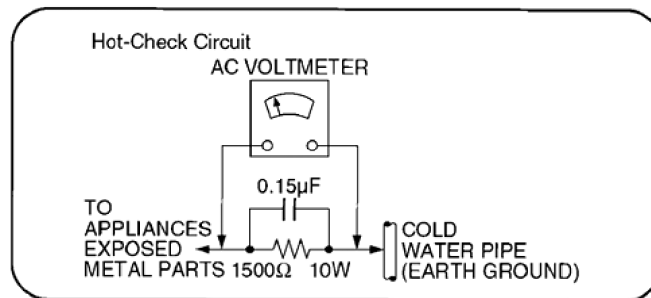 Hot-Check Circuit
AC VOLTMETER
0.15µF
TO
APPLIANCES
EXPOSED
METAL PARTS
1500Ω
10W
COLD
WATER PIPE
(EARTH GROUND)